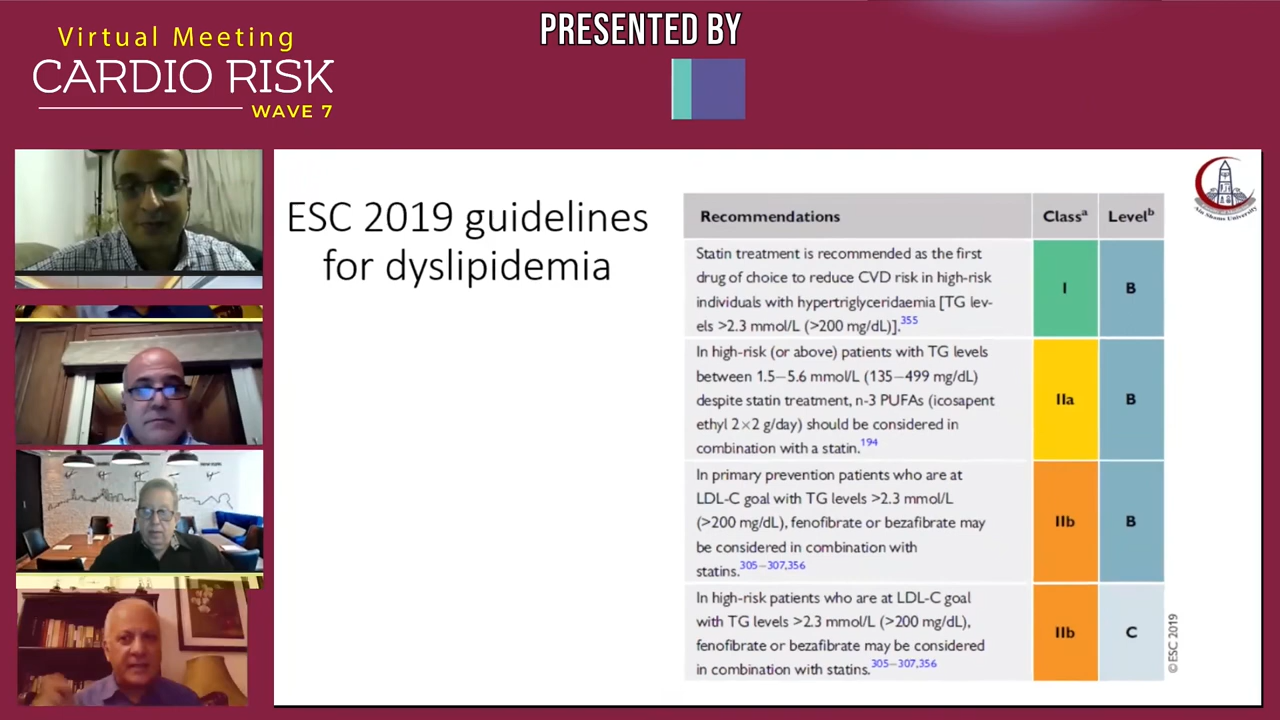 Virtual Meeting
CARDIO RISK
WAVE 7
PRESENTED BY
ESC 2019 guidelines
for dyslipidemia
Ain Shams University
Recommendations Classᵃ Levelᵇ
Statin treatment is recommended as the first
drug of choice to reduce CVD risk in high-risk
individuals with hypertriglyceridaemia [TG lev-
els >2.3 mmol/L (>200 mg/dL)].³⁵⁵
I B
In high-risk (or above) patients with TG levels
between 1.5–5.6 mmol/L (135–499 mg/dL)
despite statin treatment, n-3 PUFAs (icosapent
ethyl 2×2 g/day) should be considered in
combination with a statin.¹⁹⁴
IIa B
In primary prevention patients who are at
LDL-C goal with TG levels >2.3 mmol/L
(>200 mg/dL), fenofibrate or bezafibrate may
be considered in combination with
statins.³⁰⁵⁻³⁰⁷,³⁵⁶
IIb B
In high-risk patients who are at LDL-C goal
with TG levels >2.3 mmol/L (>200 mg/dL),
fenofibrate or bezafibrate may be considered
in combination with statins.³⁰⁵⁻³⁰⁷,³⁵⁶
IIb C
©ESC 2019